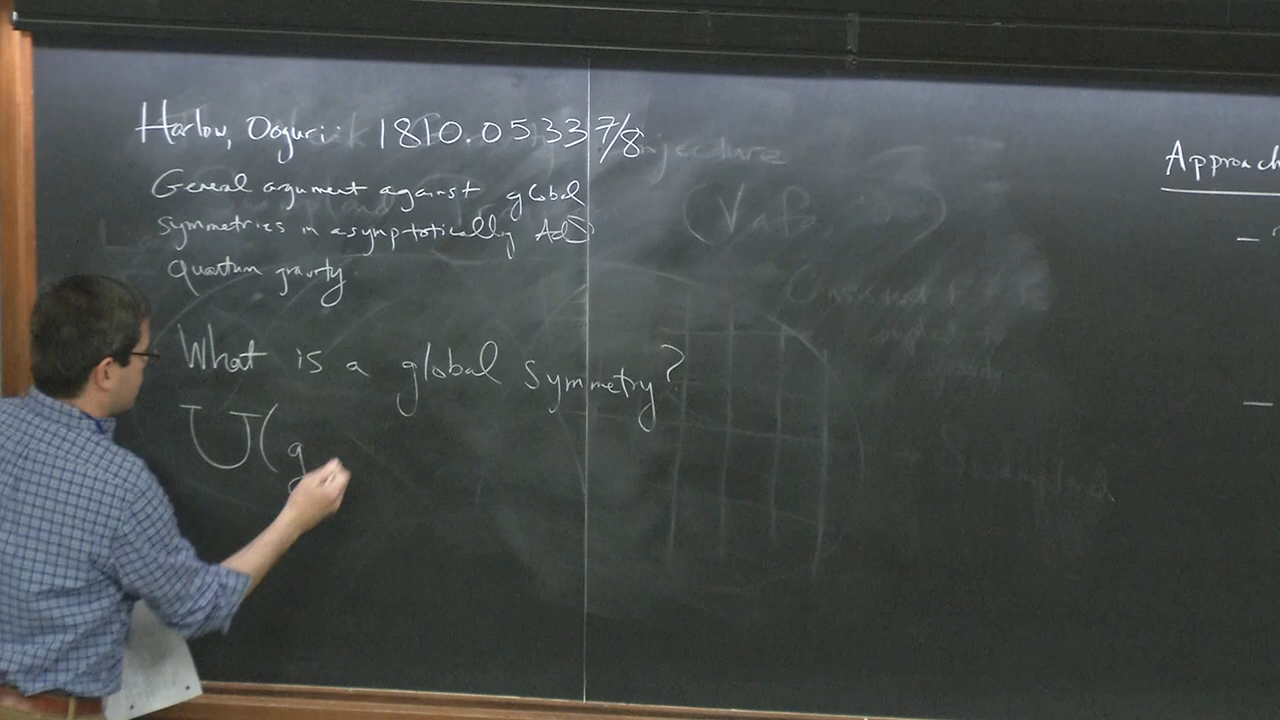 Harlow, Ooguri: 1810.05337/8
General argument against global
symmetries in asymptotically AdS
quantum gravity.
What is a global symmetry?
U(g
Approach